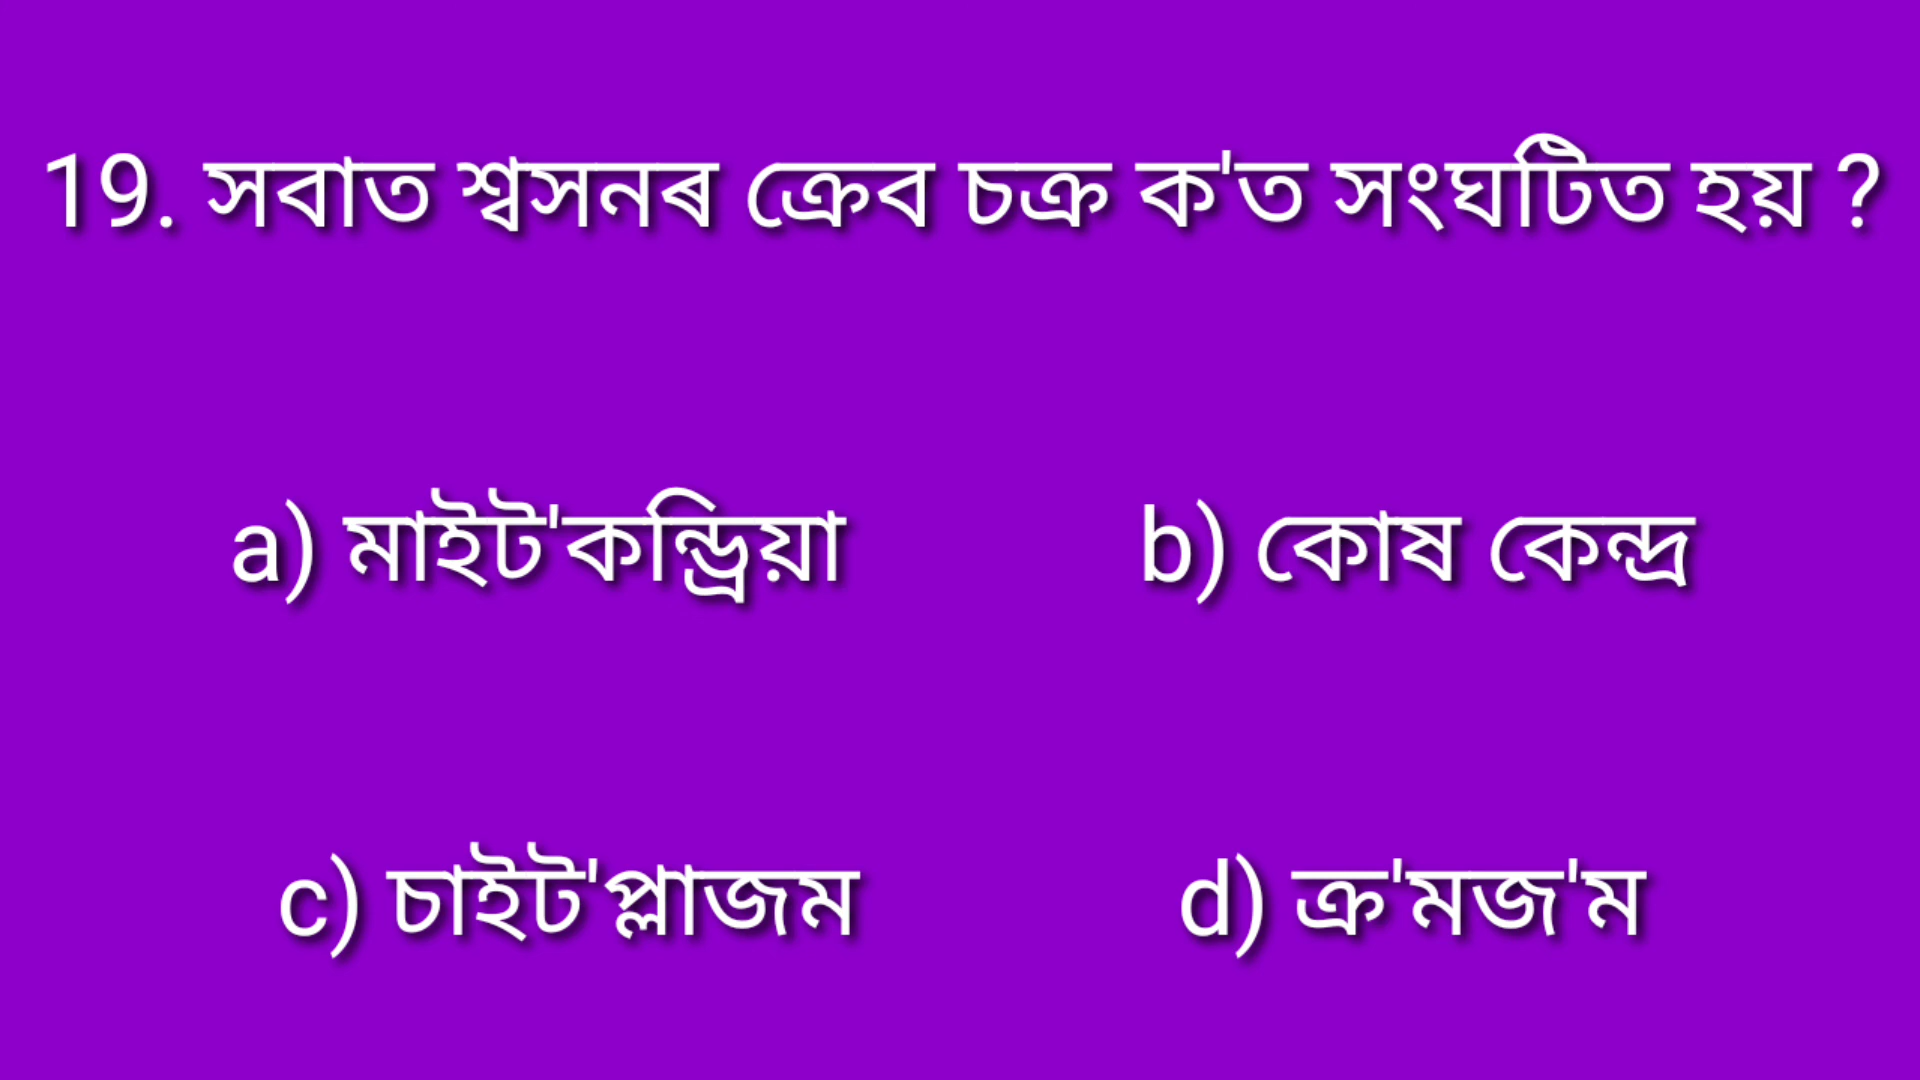 19. সবাত শ্বসনৰ ক্ৰেব চক্ৰ ক'ত সংঘটিত হয় ?
a) মাইট'কন্ড্ৰিয়া b) কোষ কেন্দ্ৰ
c) চাইট'প্লাজম d) ক্ৰ'মজ'ম